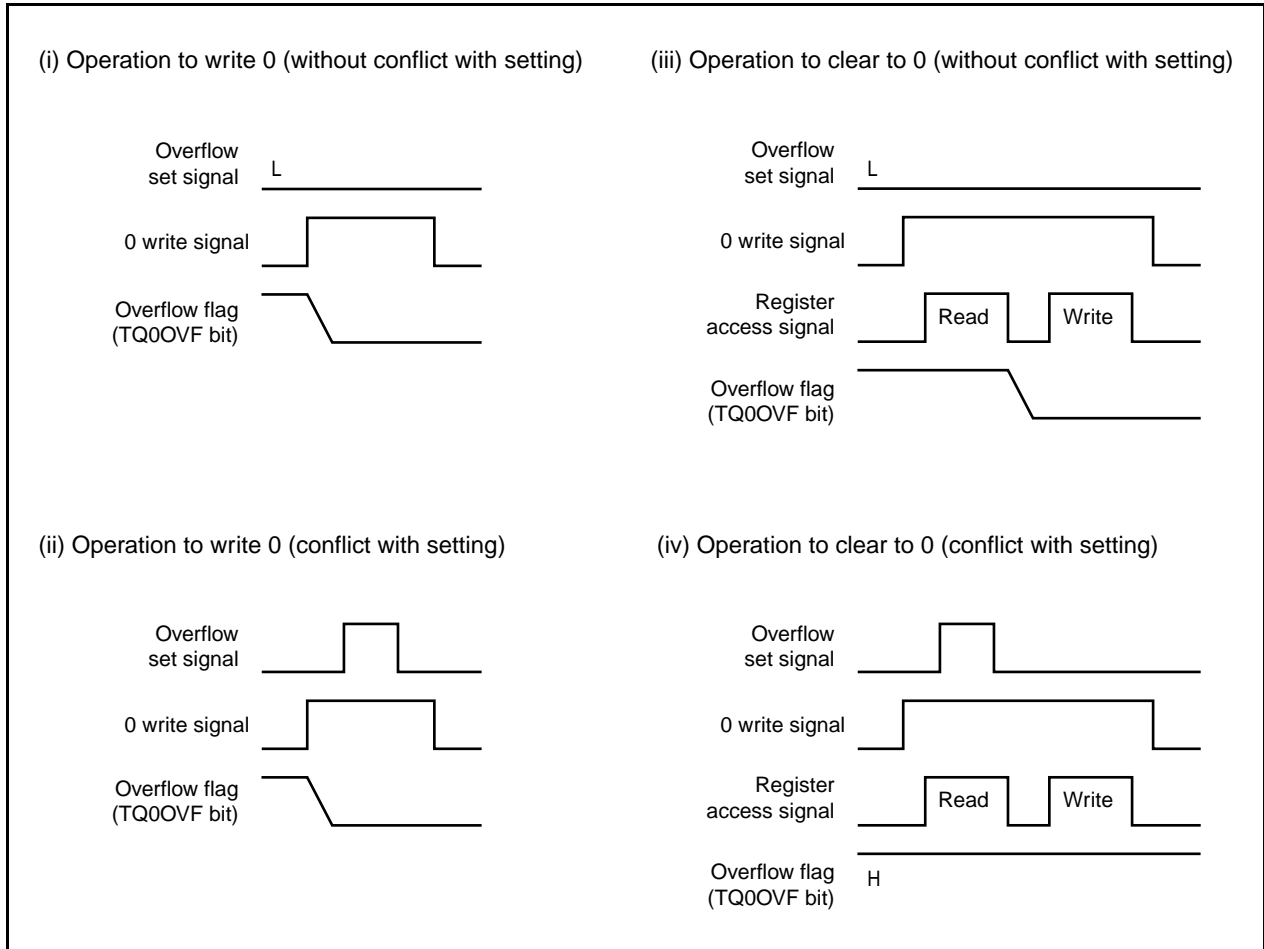 (i) Operation to write 0 (without conflict with setting)
Overflow
set signal
L
0 write signal
Overflow flag
(TQ0OVF bit)
(iii) Operation to clear to 0 (without conflict with setting)
Overflow
set signal
L
0 write signal
Register
access signal
Read
Write
Overflow flag
(TQ0OVF bit)
(ii) Operation to write 0 (conflict with setting)
Overflow
set signal
0 write signal
Overflow flag
(TQ0OVF bit)
(iv) Operation to clear to 0 (conflict with setting)
Overflow
set signal
0 write signal
Register
access signal
Read
Write
Overflow flag
(TQ0OVF bit)
H